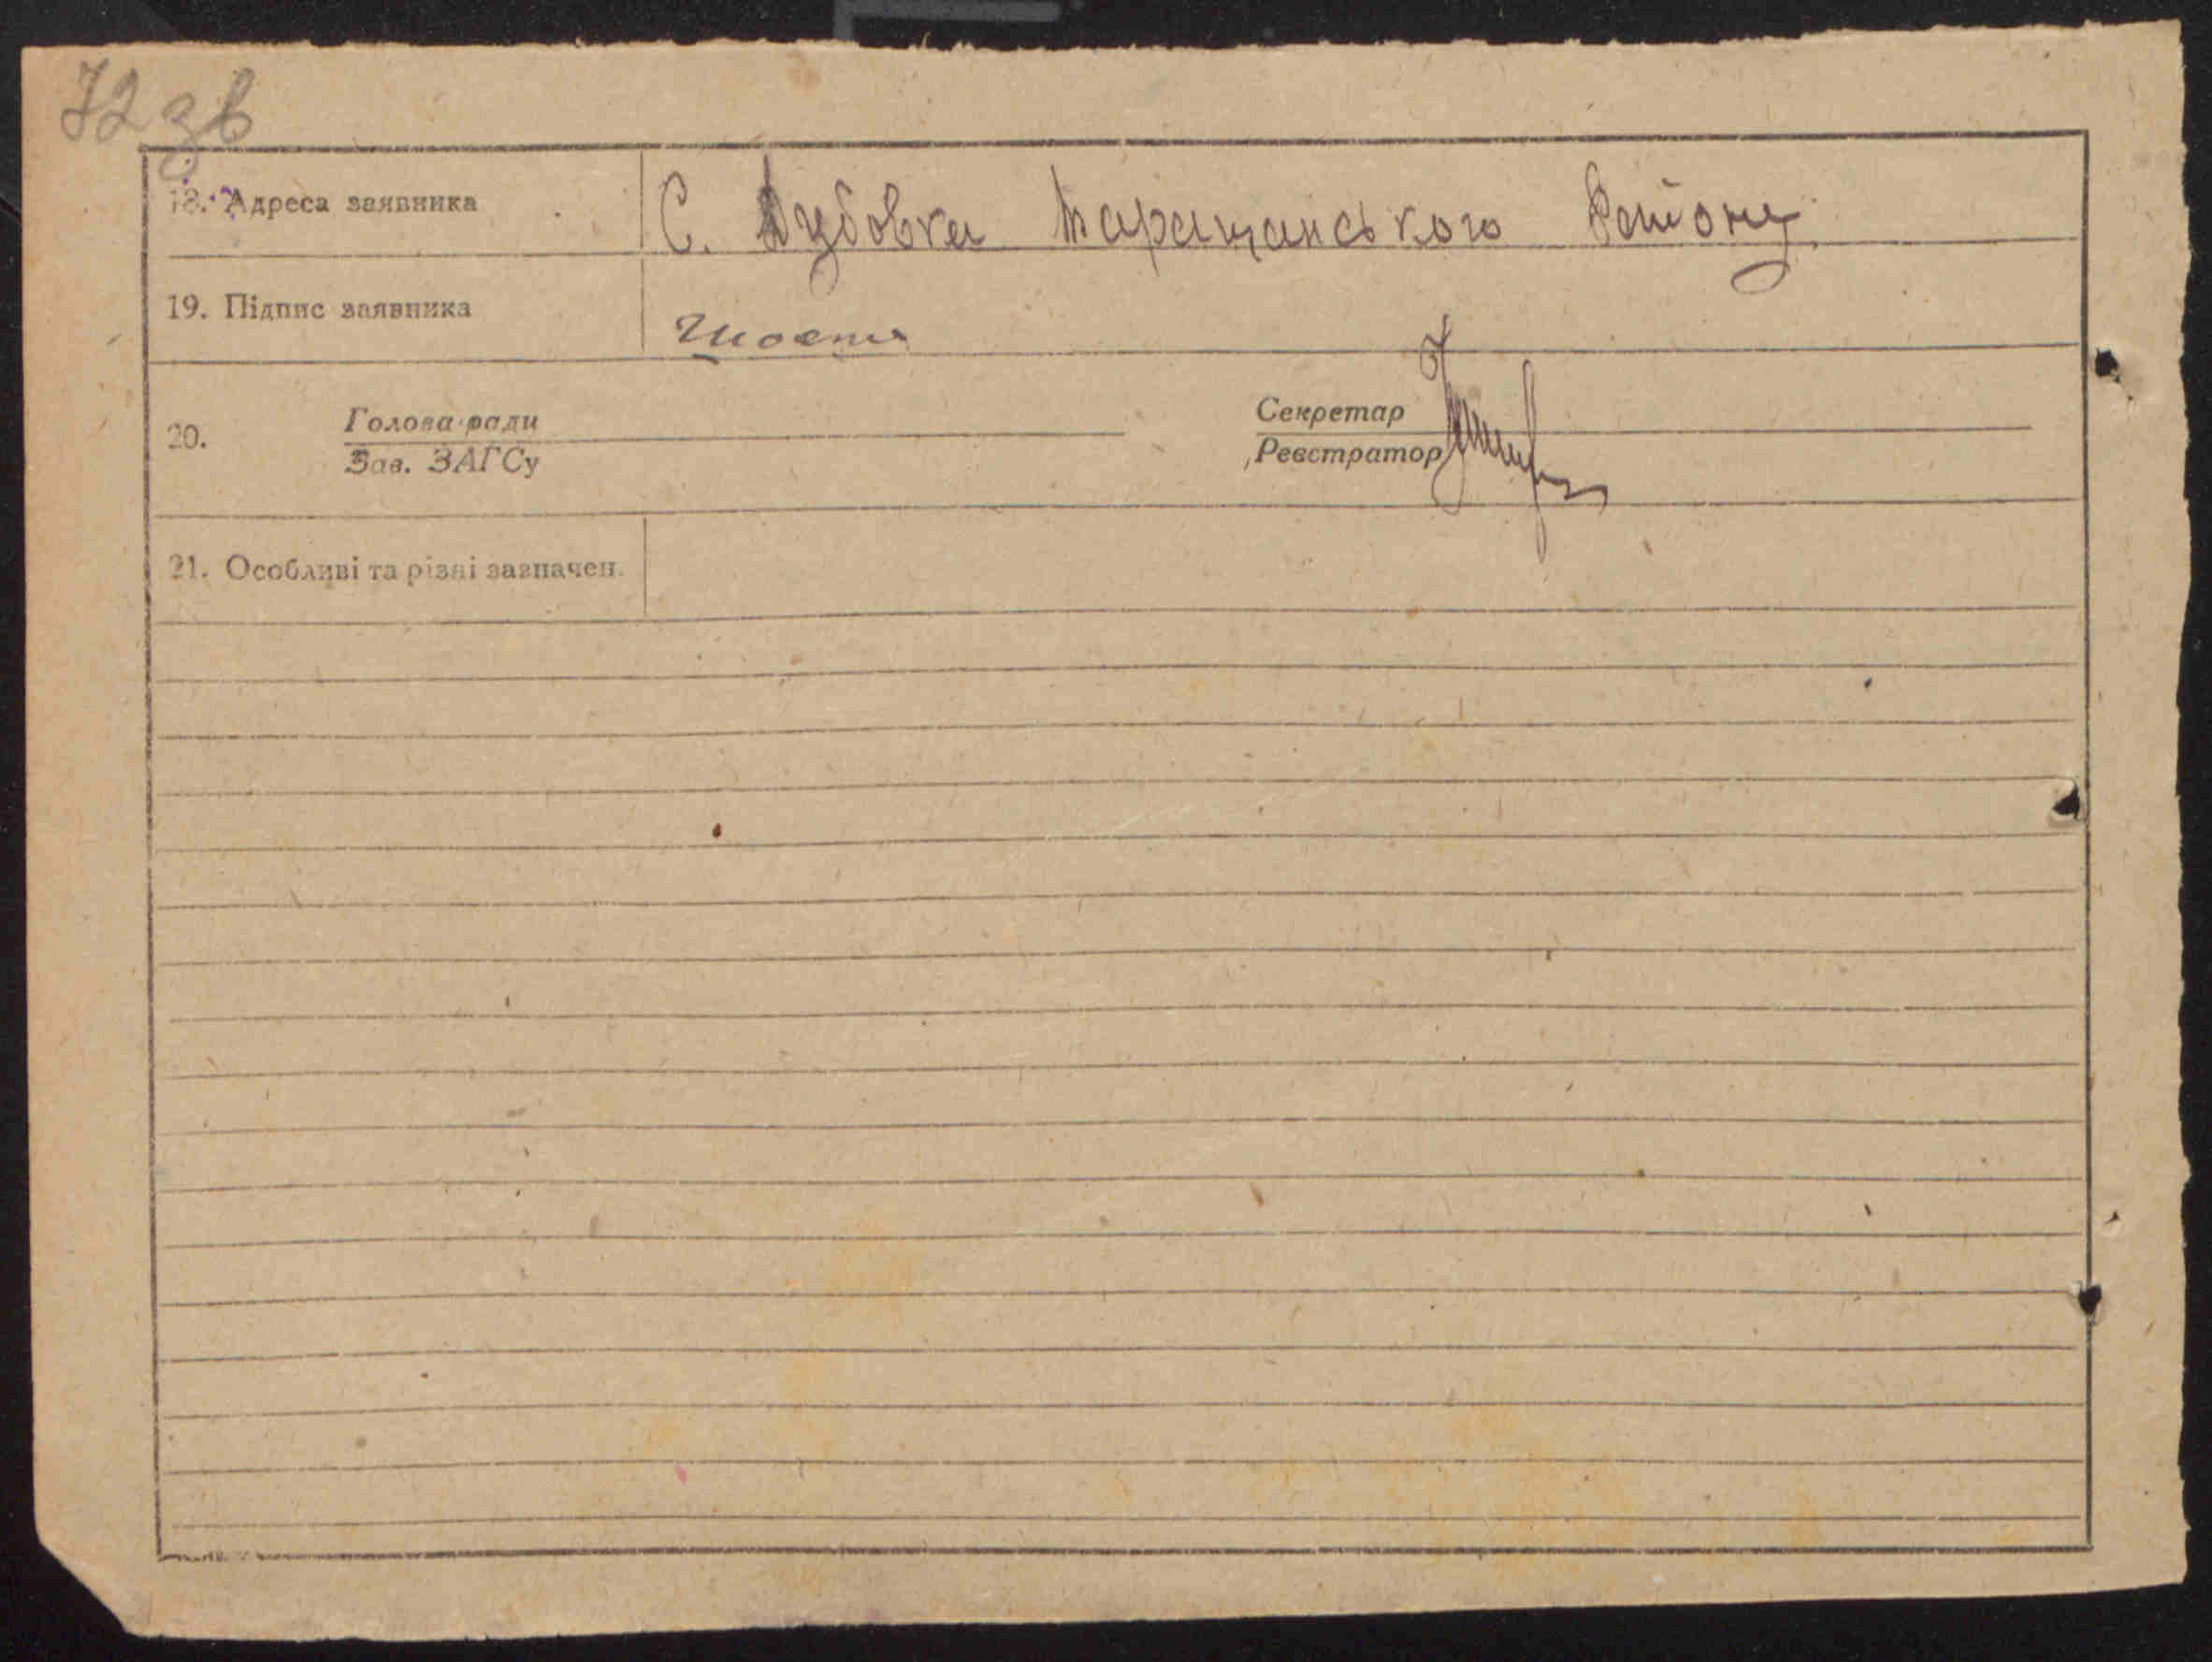 72зв
18. Адреса заявника С. Дубовка Таращанського Району
19. Підпис заявника
20. Голова ради Секретар
Зав. ЗАГСу Реєстратор
21. Особливі та різні зазначен.